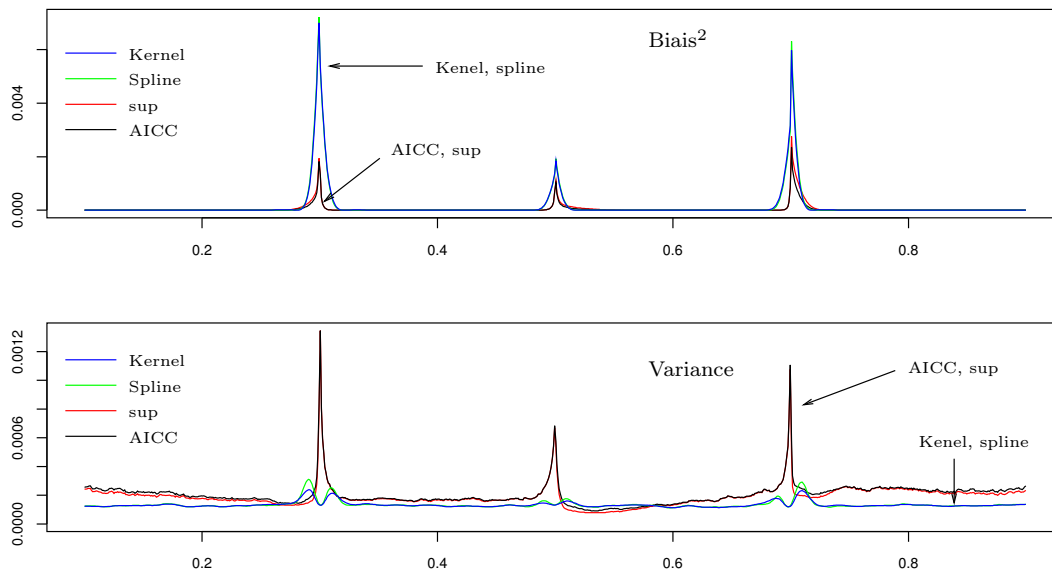 Biais²
Kernel
Spline
sup
AICC
Kenel, spline
AICC, sup
0.004
0.000
0.2 0.4 0.6 0.8
Variance
Kernel
Spline
sup
AICC
AICC, sup
Kenel, spline
0.0012
0.0006
0.0000
0.2 0.4 0.6 0.8